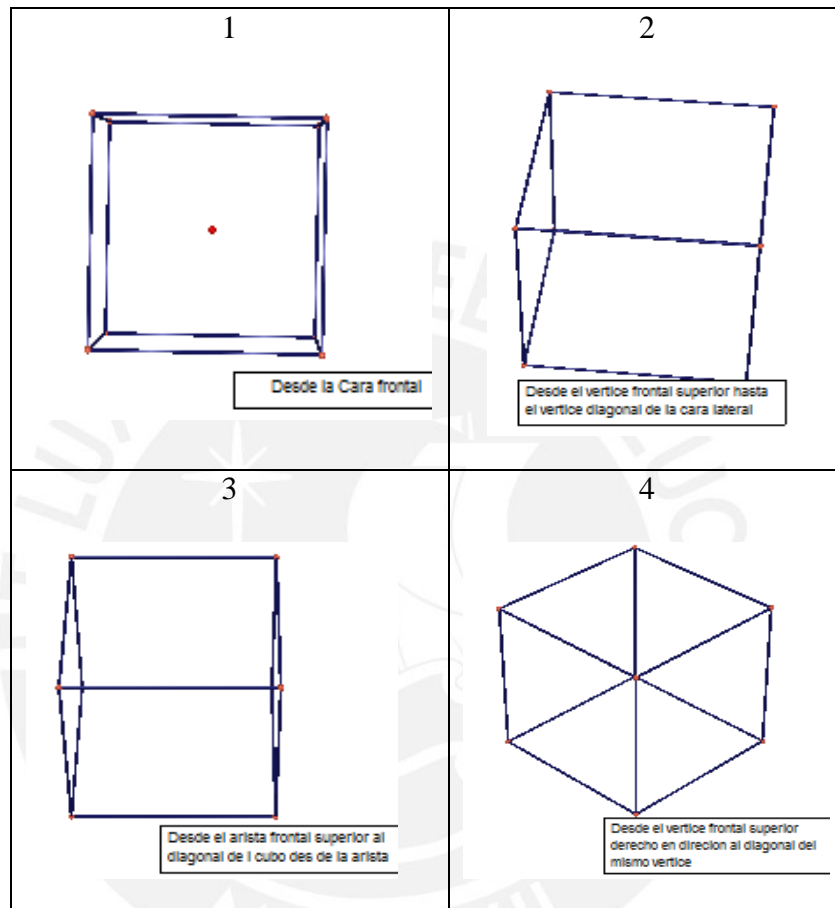 1
2
Desde la Cara frontal
Desde el vertice frontal superior hasta
el vertice diagonal de la cara lateral
3
4
Desde el arista frontal superior al
diagonal de l cubo des de la arista
Desde el vertice frontal superior
derecho en direcion al diagonal del
mismo vertice